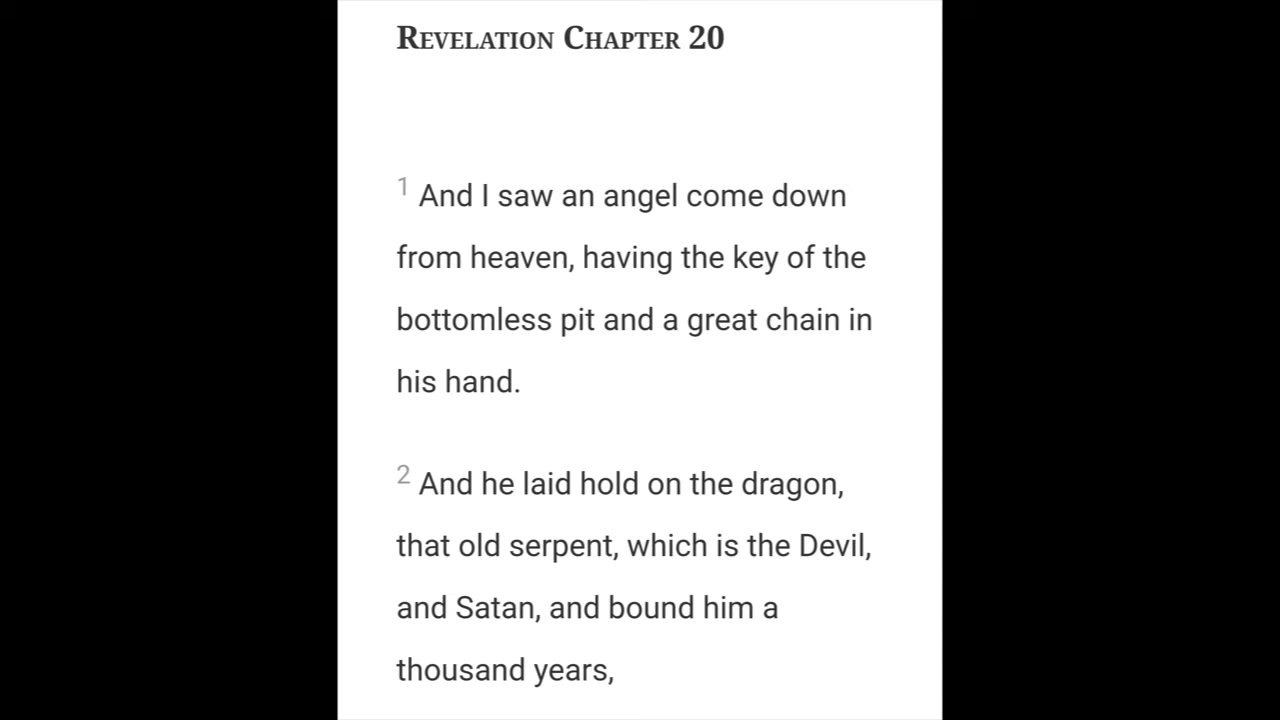 Revelation Chapter 20
1 And I saw an angel come down
from heaven, having the key of the
bottomless pit and a great chain in
his hand.
2 And he laid hold on the dragon,
that old serpent, which is the Devil,
and Satan, and bound him a
thousand years,